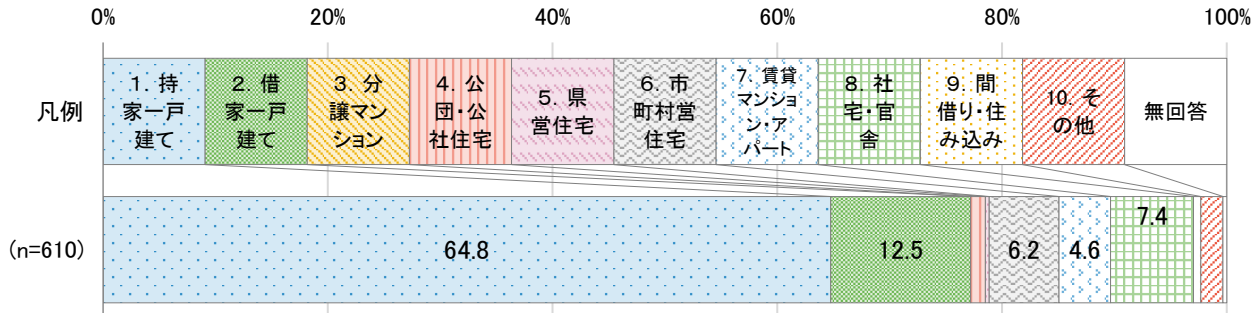 0% 20% 40% 60% 80% 100%
凡例
1. 持
家一戸
建て
2. 借
家一戸
建て
3. 分
譲マン
ション
4. 公
団・公
社住宅
5. 県
営住宅
6. 市
町村営
住宅
7. 賃貸
マンショ
ン・ア
パート
8. 社
宅・官
舎
9. 間
借り・住
み込み
10. そ
の他
無回答
(n=610) 64.8 12.5 6.2 4.6 7.4